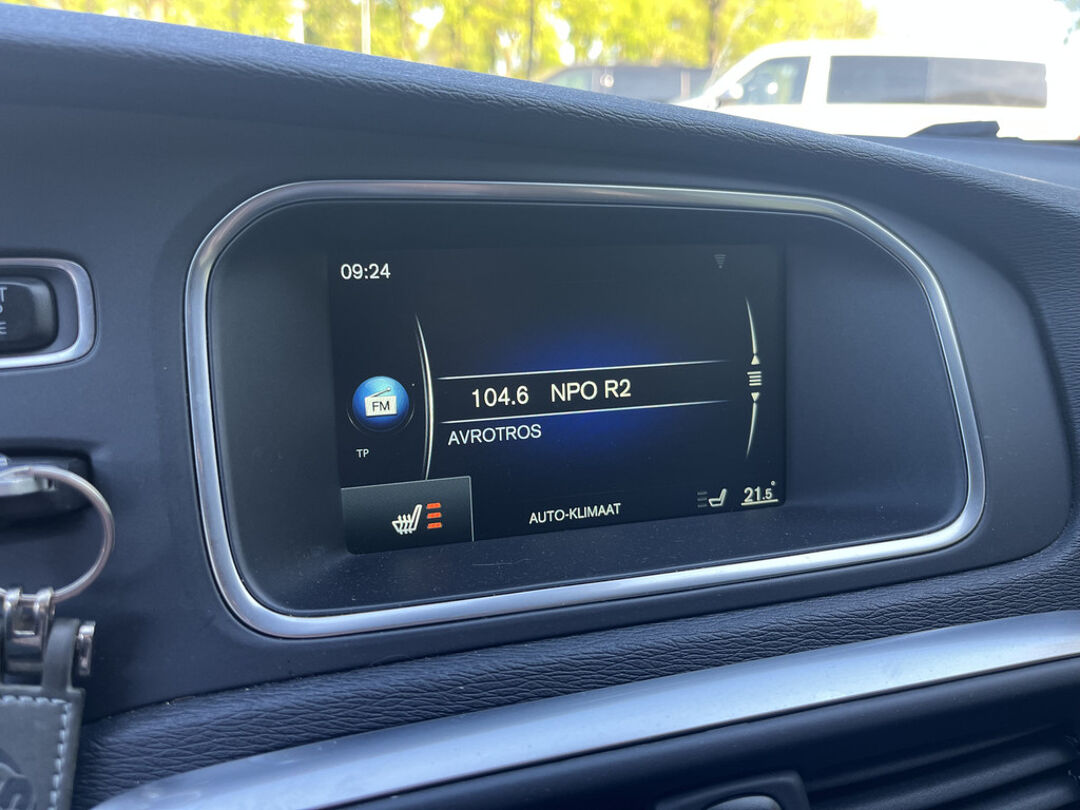 09:24
104.6 NPO R2
FM
AVROTROS
TP
AUTO-KLIMAAT
21.5°